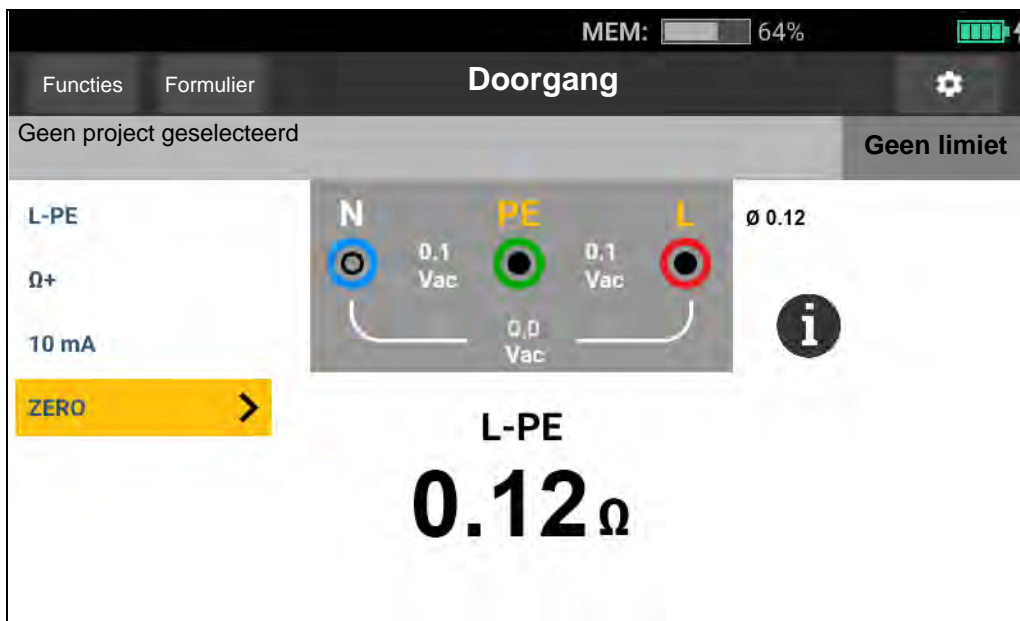 MEM: 64%
Functies Formulier Doorgang
Geen project geselecteerd
Geen limiet
L-PE
Ω+
10 mA
ZERO
N PE L
0.1 Vac
0.1 Vac
0.0 Vac
Ø 0.12
i
L-PE
0.12 Ω